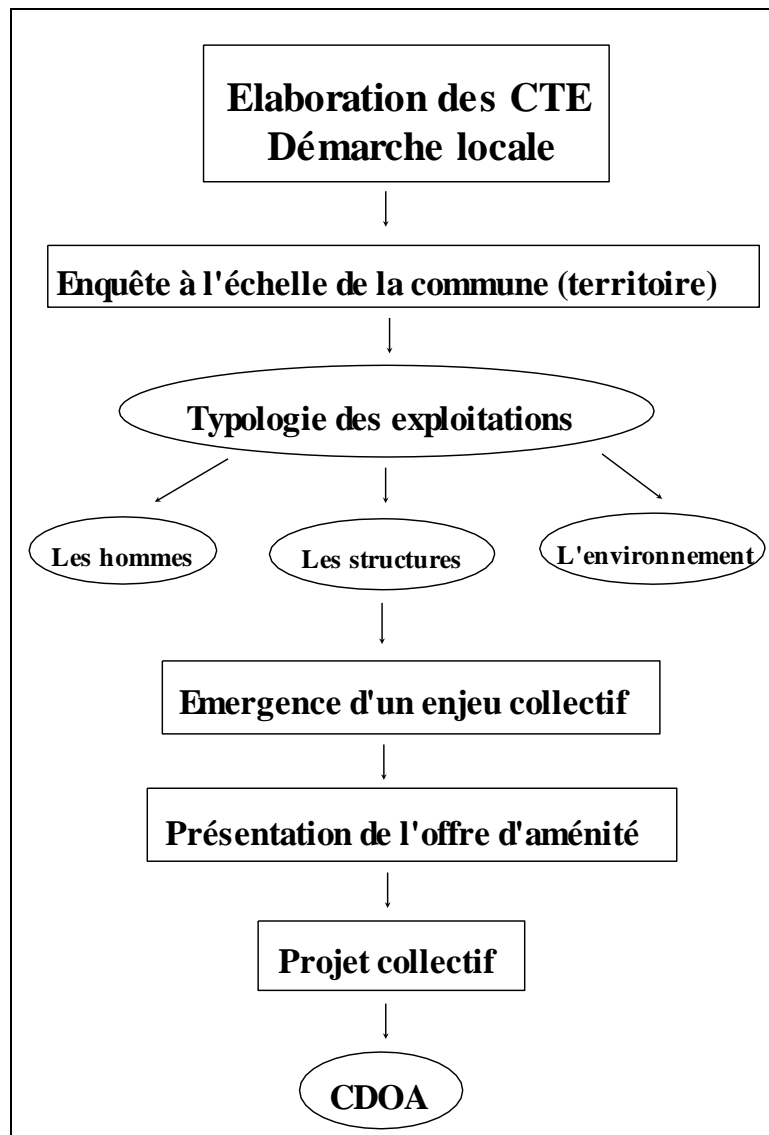 Elaboration des CTE
Démarche locale
Enquête à l'échelle de la commune (territoire)
Typologie des exploitations
Les hommes
Les structures
L'environnement
Emergence d'un enjeu collectif
Présentation de l'offre d'aménité
Projet collectif
CDOA